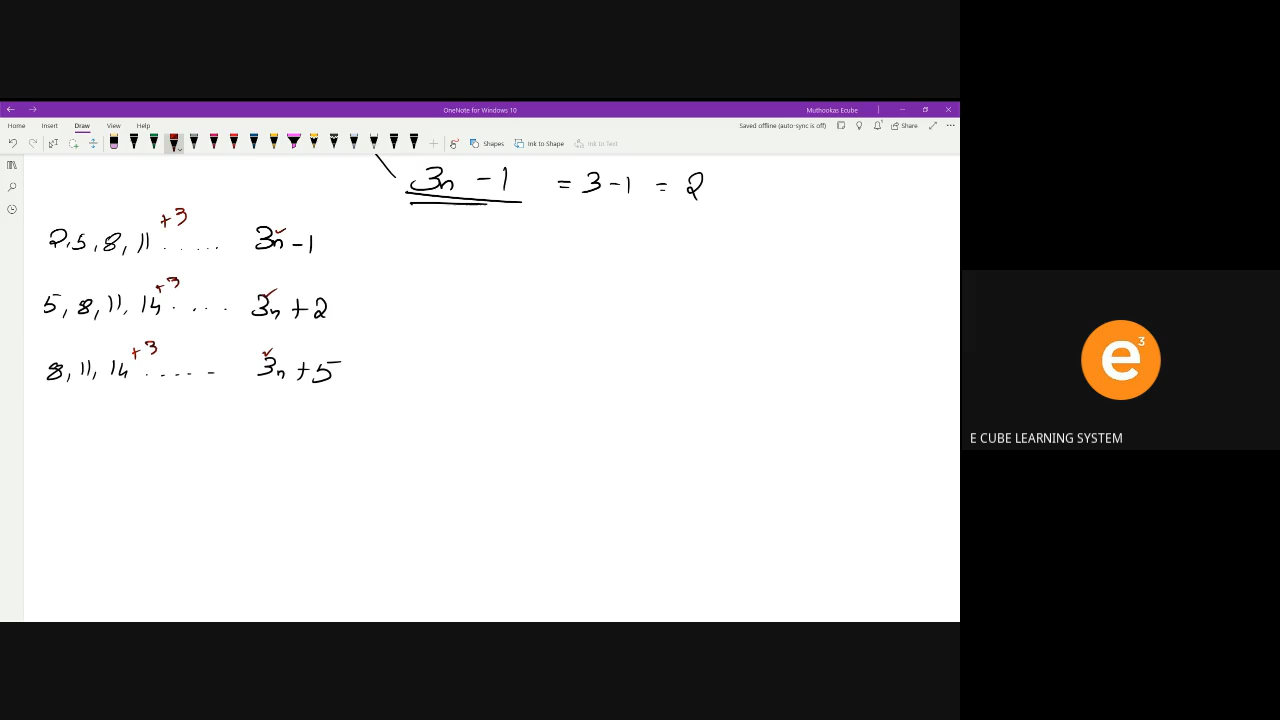 OneNote for Windows 10
Muthookas Ecube
Home Insert Draw View Help
Saved offline (auto-sync is off)
Share
Shapes
Ink to Shape
Ink to Text
3n - 1 = 3 - 1 = 2
+3
2, 5, 8, 11 ..... 3n - 1
+3
5, 8, 11, 14 .... 3n + 2
+3
8, 11, 14 ..... 3n + 5
e3
E CUBE LEARNING SYSTEM